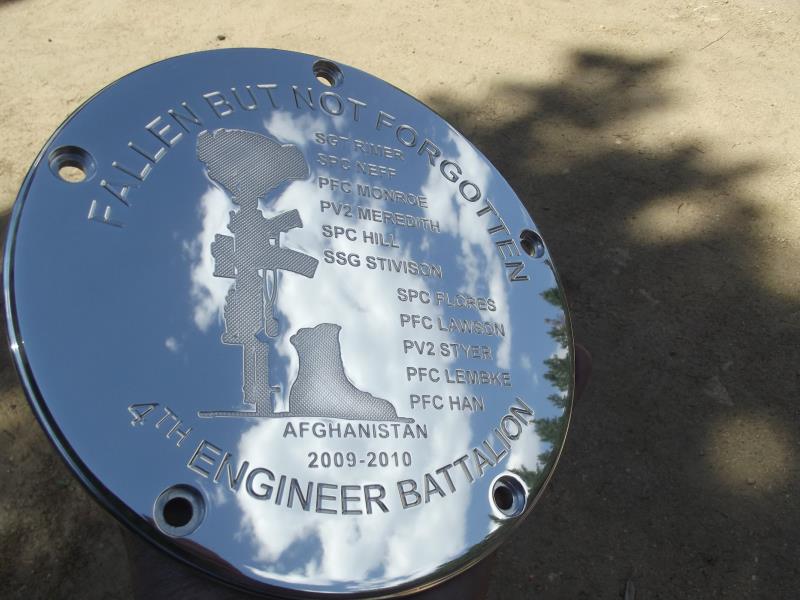 FALLEN BUT NOT FORGOTTEN
SGT RIMER
SPC NEFF
PFC MONROE
PV2 MEREDITH
SPC HILL
SSG STIVISON
SPC FLORES
PFC LAWSON
PV2 STYER
PFC LEMBKE
PFC HAN
AFGHANISTAN
2009-2010
4TH ENGINEER BATTALION